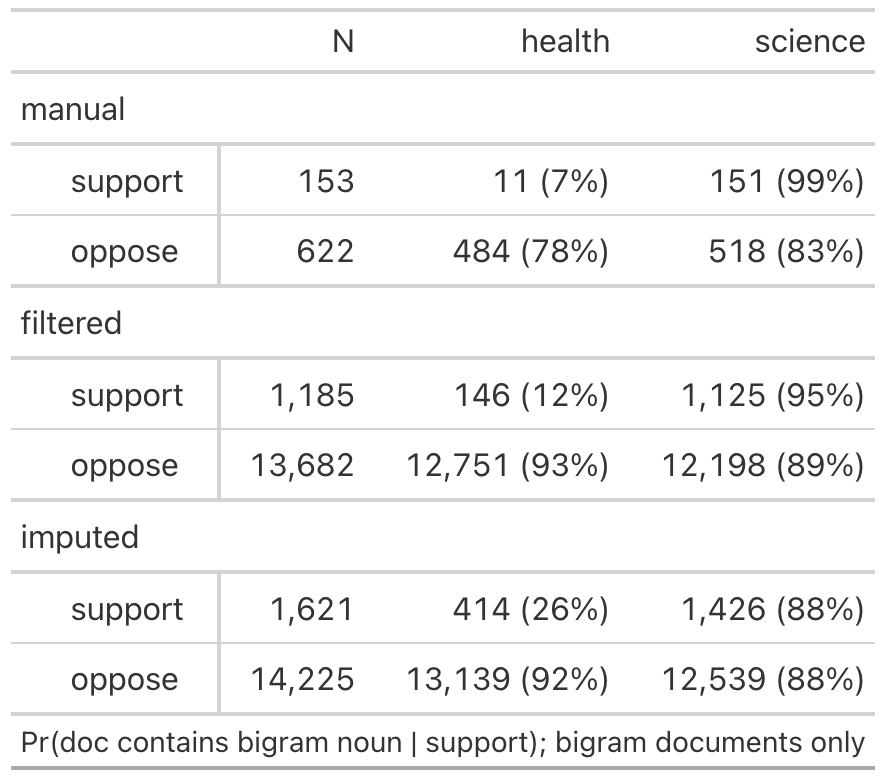 N health science
manual
support 153 11 (7%) 151 (99%)
oppose 622 484 (78%) 518 (83%)
filtered
support 1,185 146 (12%) 1,125 (95%)
oppose 13,682 12,751 (93%) 12,198 (89%)
imputed
support 1,621 414 (26%) 1,426 (88%)
oppose 14,225 13,139 (92%) 12,539 (88%)
Pr(doc contains bigram noun | support); bigram documents only